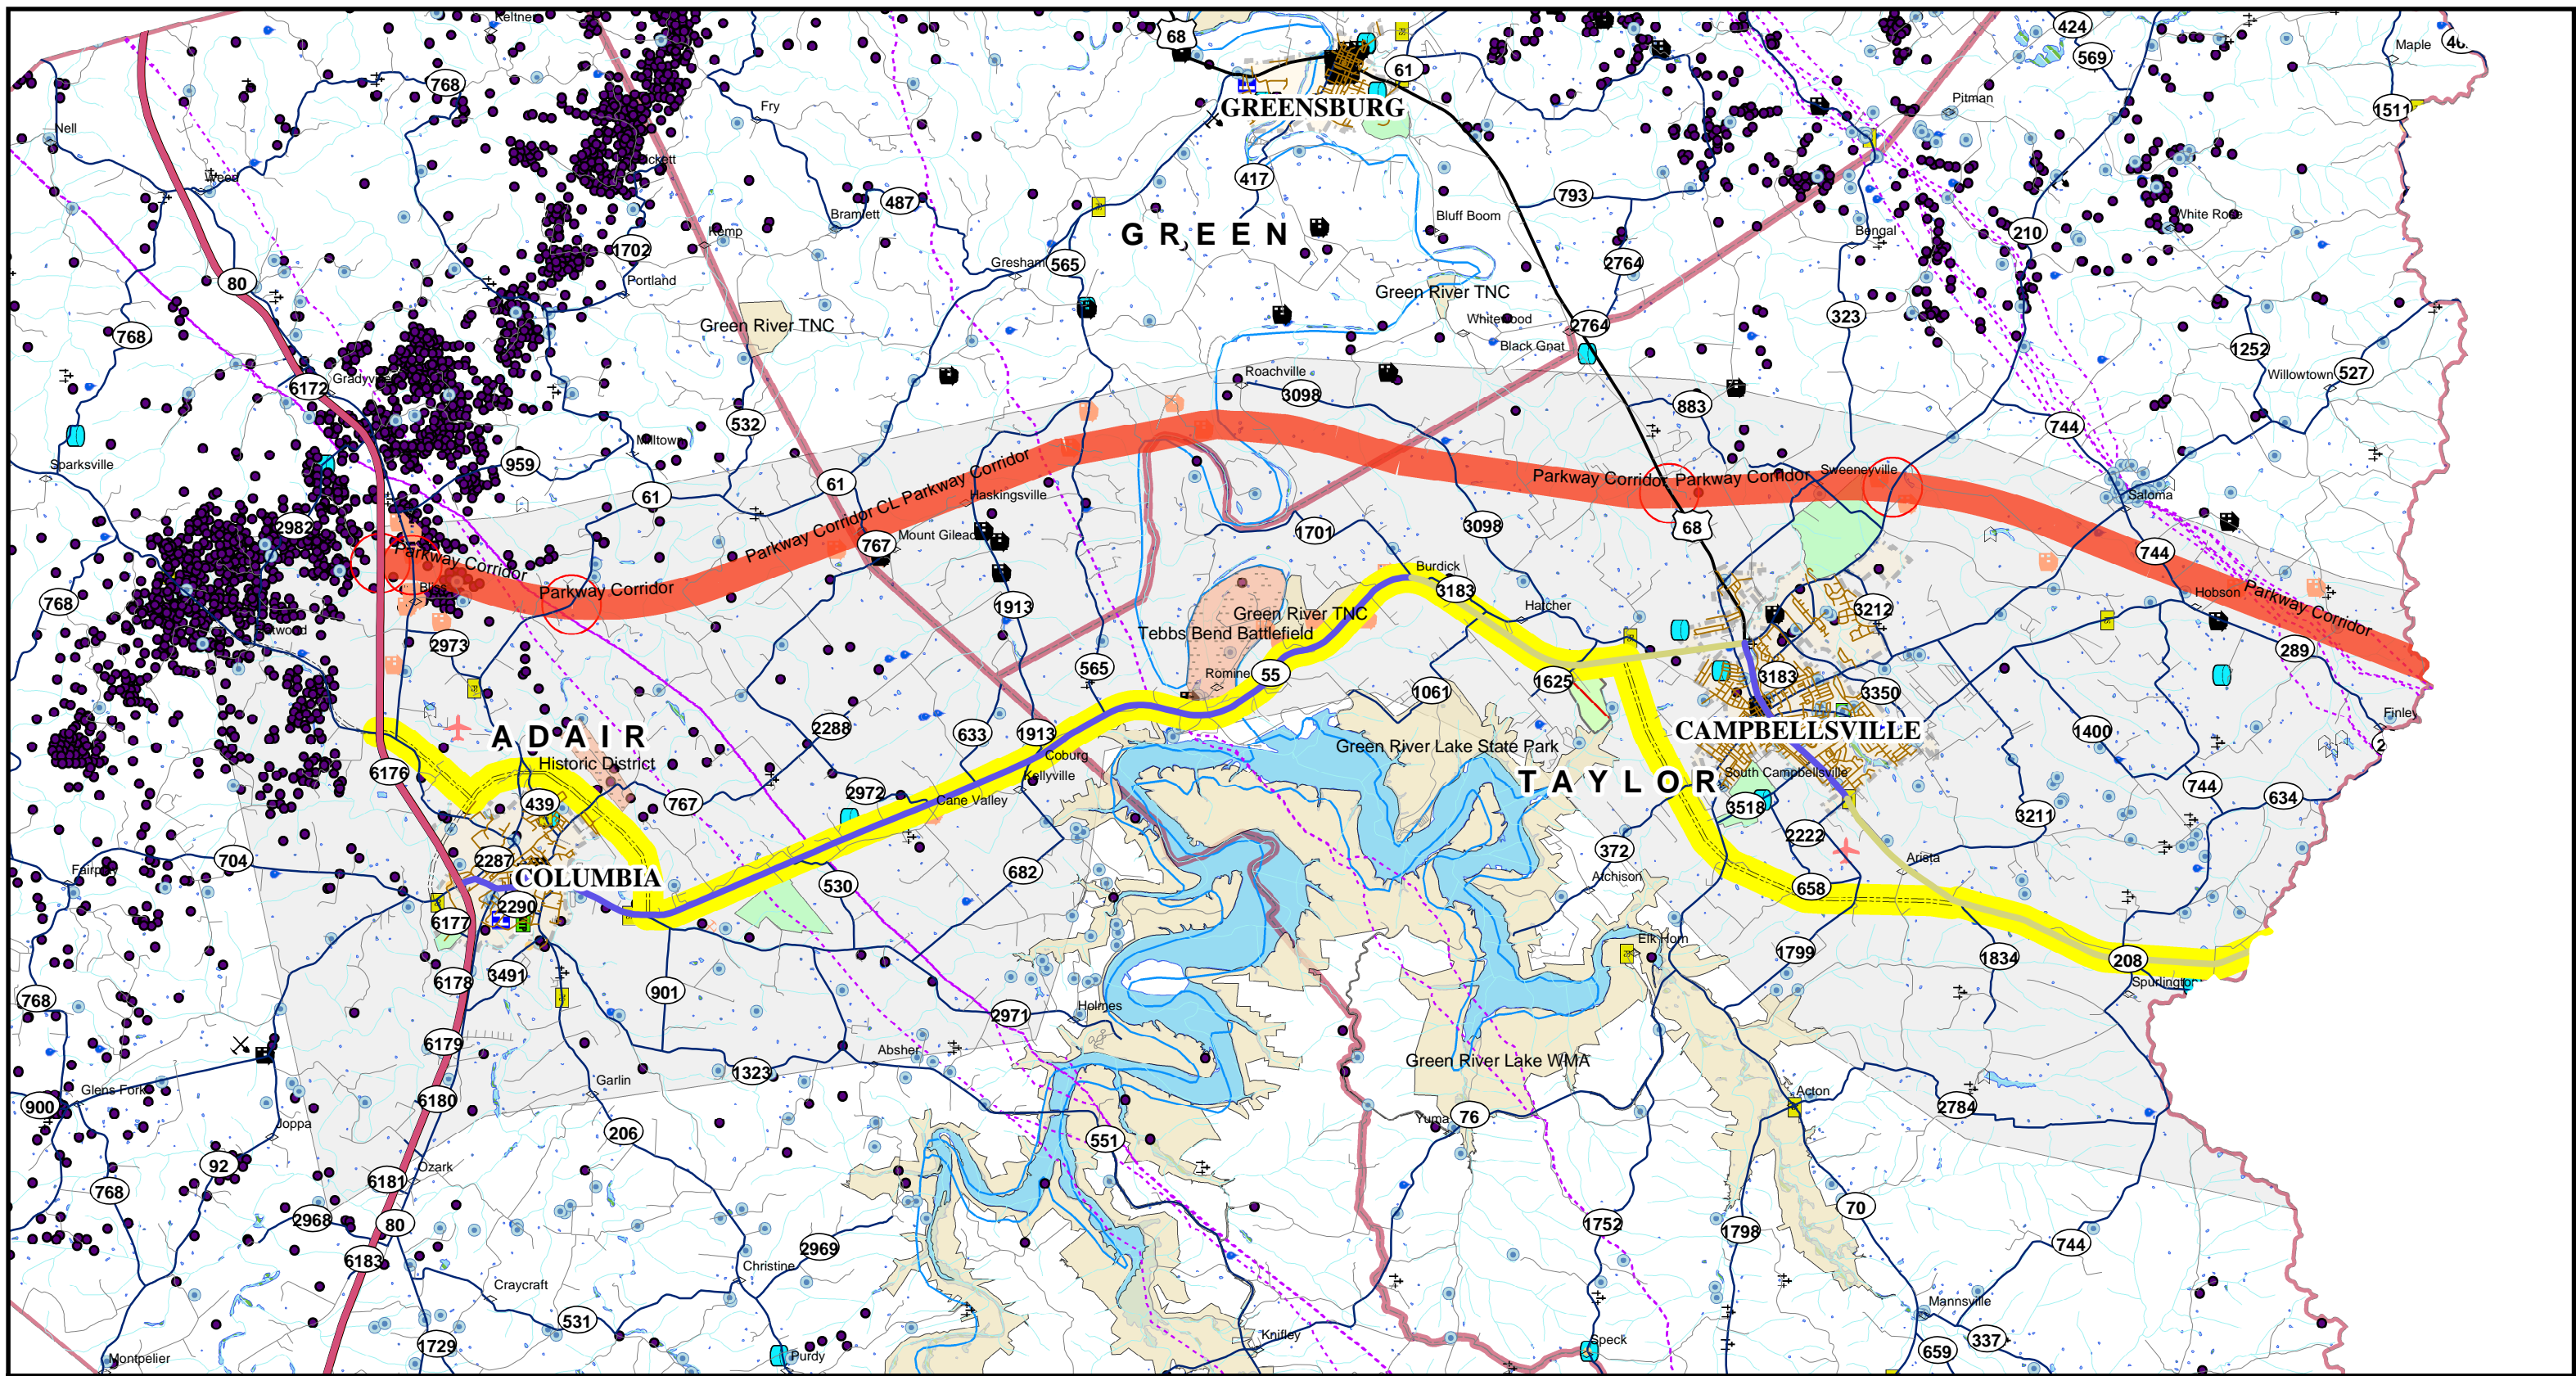 Keltner
68
424
569
Maple
61
768
GREENSBURG
Fry
Pitman
1511
Nell
Weed
417
793
487
Bramlett
Bluff Boom
White Rose
210
Bengal
Kemp
GREEN
1702
Gresham
565
2764
80
Portland
Green River TNC
Green River TNC
323
Whitewood
2764
768
Black Gnat
1252
Willowtown
527
6172
Roachville
3098
883
532
744
Milltown
Sparksville
959
Sweeneyville
61
61
Parkway Corridor CL
Parkway Corridor
Parkway Corridor
Parkway Corridor
Haskingsville
Saloma
2982
1701
3098
68
767
Mount Gilead
744
Parkway Corridor
Bliss
Parkway Corridor
Burdick
3183
Hobson
Parkway Corridor
768
1913
Hatcher
3212
Green River TNC
Tebbs Bend Battlefield
2973
289
565
Romine
55
1625
3183
1061
3350
Finley
ADAIR
2288
633
1913
CAMPBELLSVILLE
1400
Historic District
Coburg
Green River Lake State Park
2
6176
Kellyville
TAYLOR
South Campbellsville
439
767
2972
Cane Valley
3518
744
634
3211
2222
704
2287
372
Arista
Fairplay
COLUMBIA
530
682
Atchison
658
2290
6177
Elk Horn
1799
1834
208
3491
6178
901
Spurlington
768
Holmes
2971
6179
Absher
Green River Lake WMA
1323
Garlin
Glens Fork
6180
Acton
900
2784
Joppa
206
Yuma
76
551
92
Ozark
768
6181
70
2968
80
1752
1798
744
6183
2969
Christine
Craycraft
Mannsville
531
Knifley
337
1729
Purdy
Speck
659
Montpelier